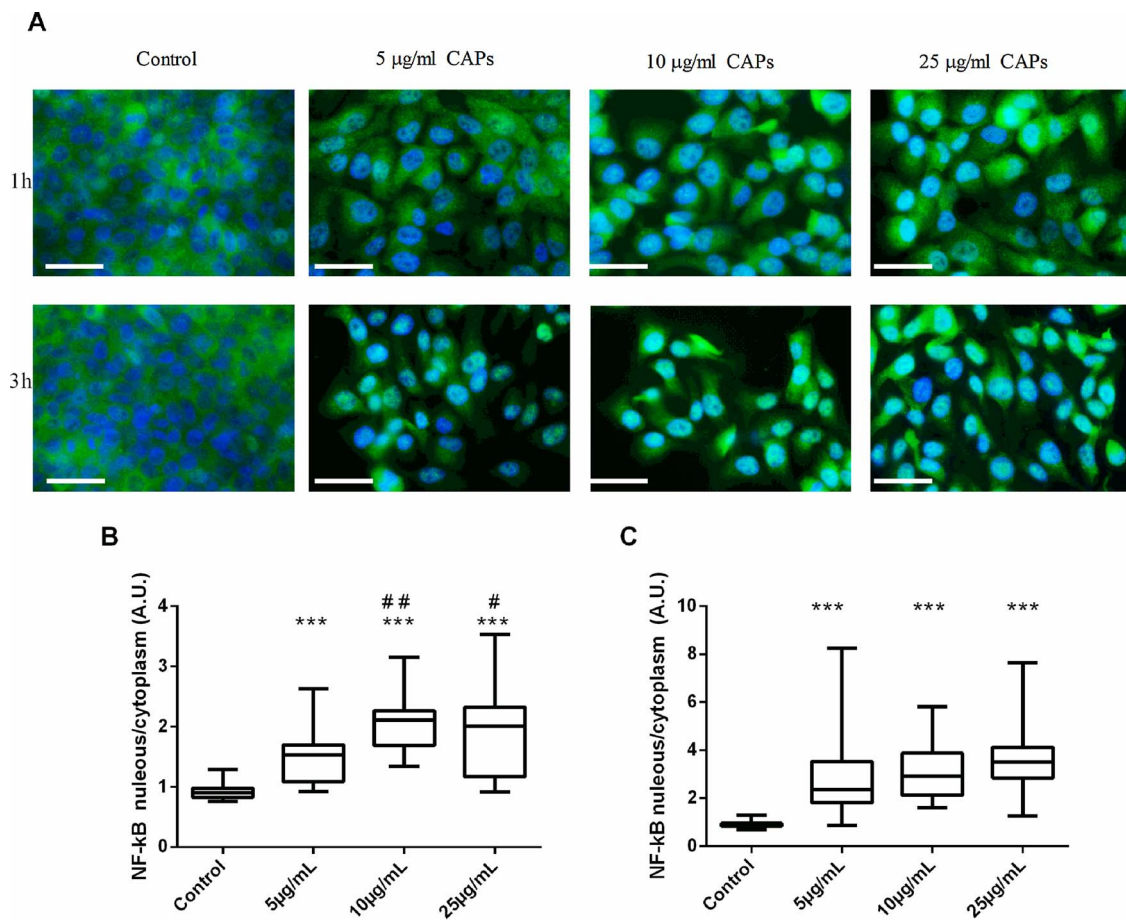 A
Control
5 µg/ml CAPs
10 µg/ml CAPs
25 µg/ml CAPs
1h
3h
B
NF-kB nuleous/cytoplasm (A.U.)
4
3
2
1
0
***
##
***
#
***
Control
5µg/mL
10µg/mL
25µg/mL
C
NF-kB nuleous/cytoplasm (A.U.)
10
8
6
4
2
0
***
***
***
Control
5µg/mL
10µg/mL
25µg/mL